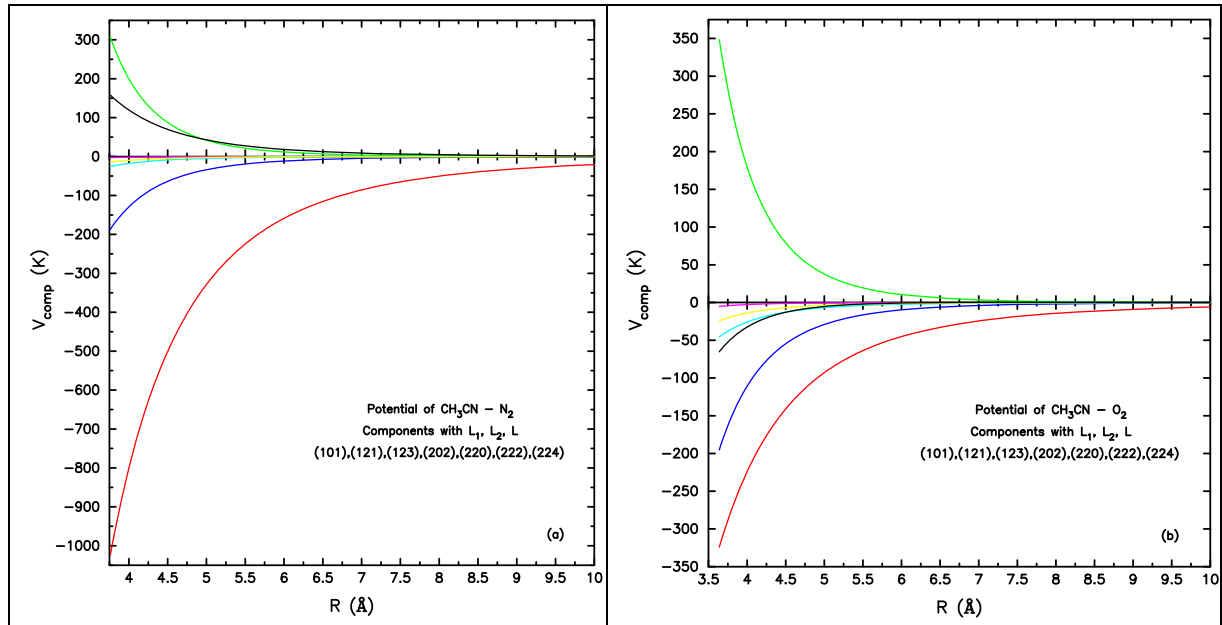 300
200
100
0
−100
−200
−300
−400
−500
−600
−700
−800
−900
−1000
V_comp (K)
4 4.5 5 5.5 6 6.5 7 7.5 8 8.5 9 9.5 10
R (Å)
Potential of CH₃CN − N₂
Components with L₁, L₂, L
(101),(121),(123),(202),(220),(222),(224)
(a)
350
300
250
200
150
100
50
0
−50
−100
−150
−200
−250
−300
−350
V_comp (K)
3.5 4 4.5 5 5.5 6 6.5 7 7.5 8 8.5 9 9.5 10
R (Å)
Potential of CH₃CN − O₂
Components with L₁, L₂, L
(101),(121),(123),(202),(220),(222),(224)
(b)